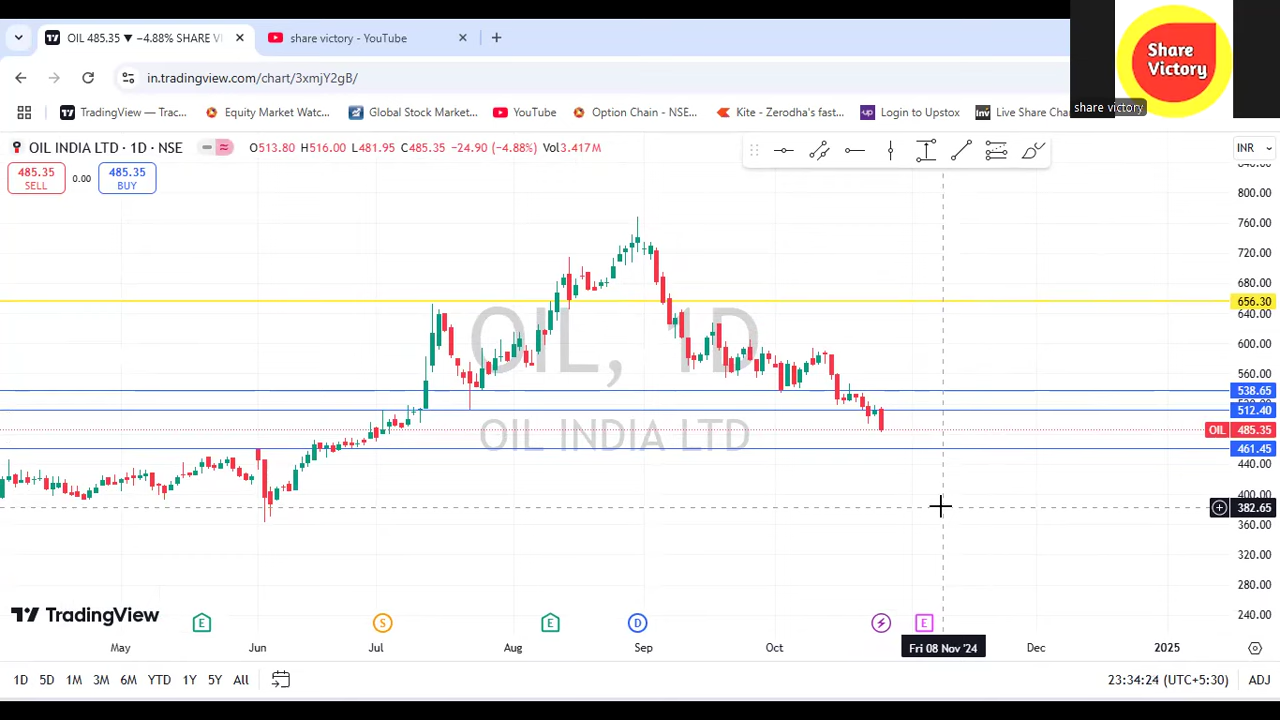 OIL 485.35 ▼ −4.88% SHARE V
share victory - YouTube
Share
Victory
in.tradingview.com/chart/3xmjY2gB/
share victory
TradingView — Trac...
Equity Market Watc...
Global Stock Market...
YouTube
Option Chain - NSE...
Kite - Zerodha's fast...
Login to Upstox
Live Share Cha
OIL INDIA LTD · 1D · NSE
O513.80 H516.00 L481.95 C485.35 −24.90 (−4.88%) Vol3.417M
INR
485.35
SELL
0.00
485.35
BUY
800.00
760.00
720.00
680.00
656.30
640.00
600.00
560.00
538.65
512.40
OIL 485.35
461.45
440.00
400.00
382.65
360.00
320.00
280.00
240.00
OIL, 1D
OIL INDIA LTD
TradingView
E
S
E
D
E
May
Jun
Jul
Aug
Sep
Oct
Fri 08 Nov '24
Dec
2025
1D 5D 1M 3M 6M YTD 1Y 5Y All
23:34:24 (UTC+5:30)
ADJ